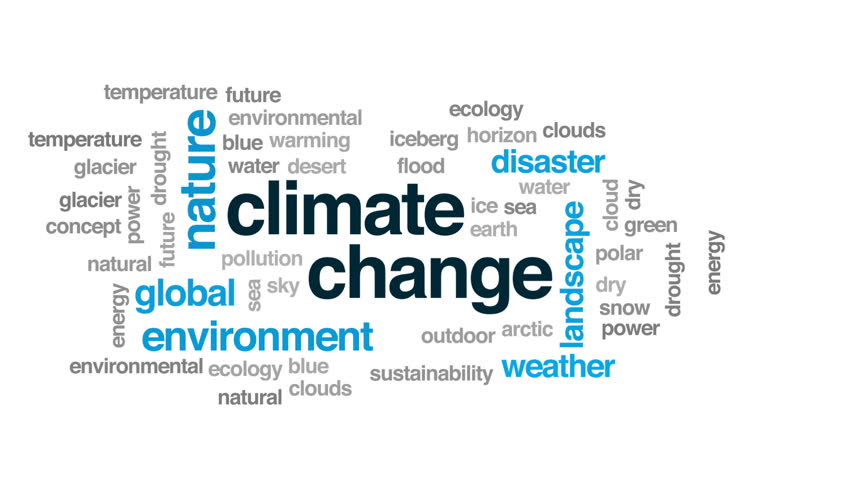 temperature
future
ecology
environmental
nature
temperature
drought
blue
warming
iceberg
horizon
clouds
glacier
water
desert
flood
disaster
climate
water
glacier
power
ice
sea
cloud
dry
concept
future
earth
landscape
green
natural
pollution
change
polar
drought
energy
energy
global
sea
sky
dry
snow
environment
outdoor
arctic
power
environmental
ecology
blue
sustainability
weather
natural
clouds